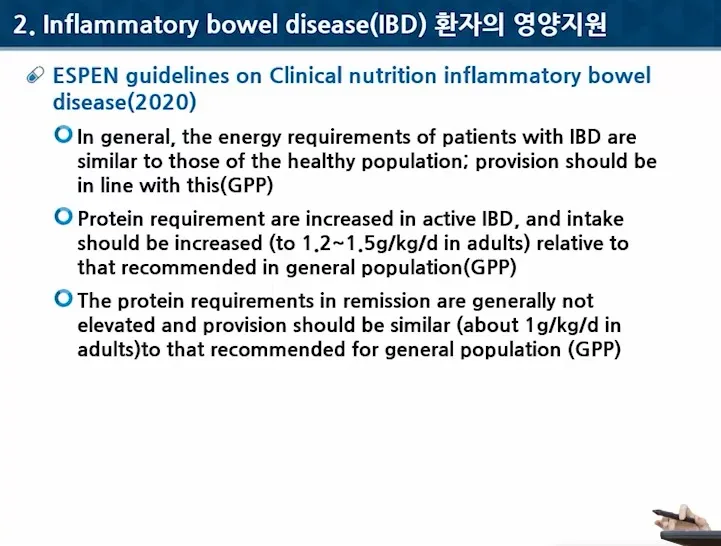 2. Inflammatory bowel disease(IBD) 환자의 영양지원
ESPEN guidelines on Clinical nutrition inflammatory bowel
disease(2020)
In general, the energy requirements of patients with IBD are
similar to those of the healthy population; provision should be
in line with this(GPP)
Protein requirement are increased in active IBD, and intake
should be increased (to 1.2~1.5g/kg/d in adults) relative to
that recommended in general population(GPP)
The protein requirements in remission are generally not
elevated and provision should be similar (about 1g/kg/d in
adults)to that recommended for general population (GPP)